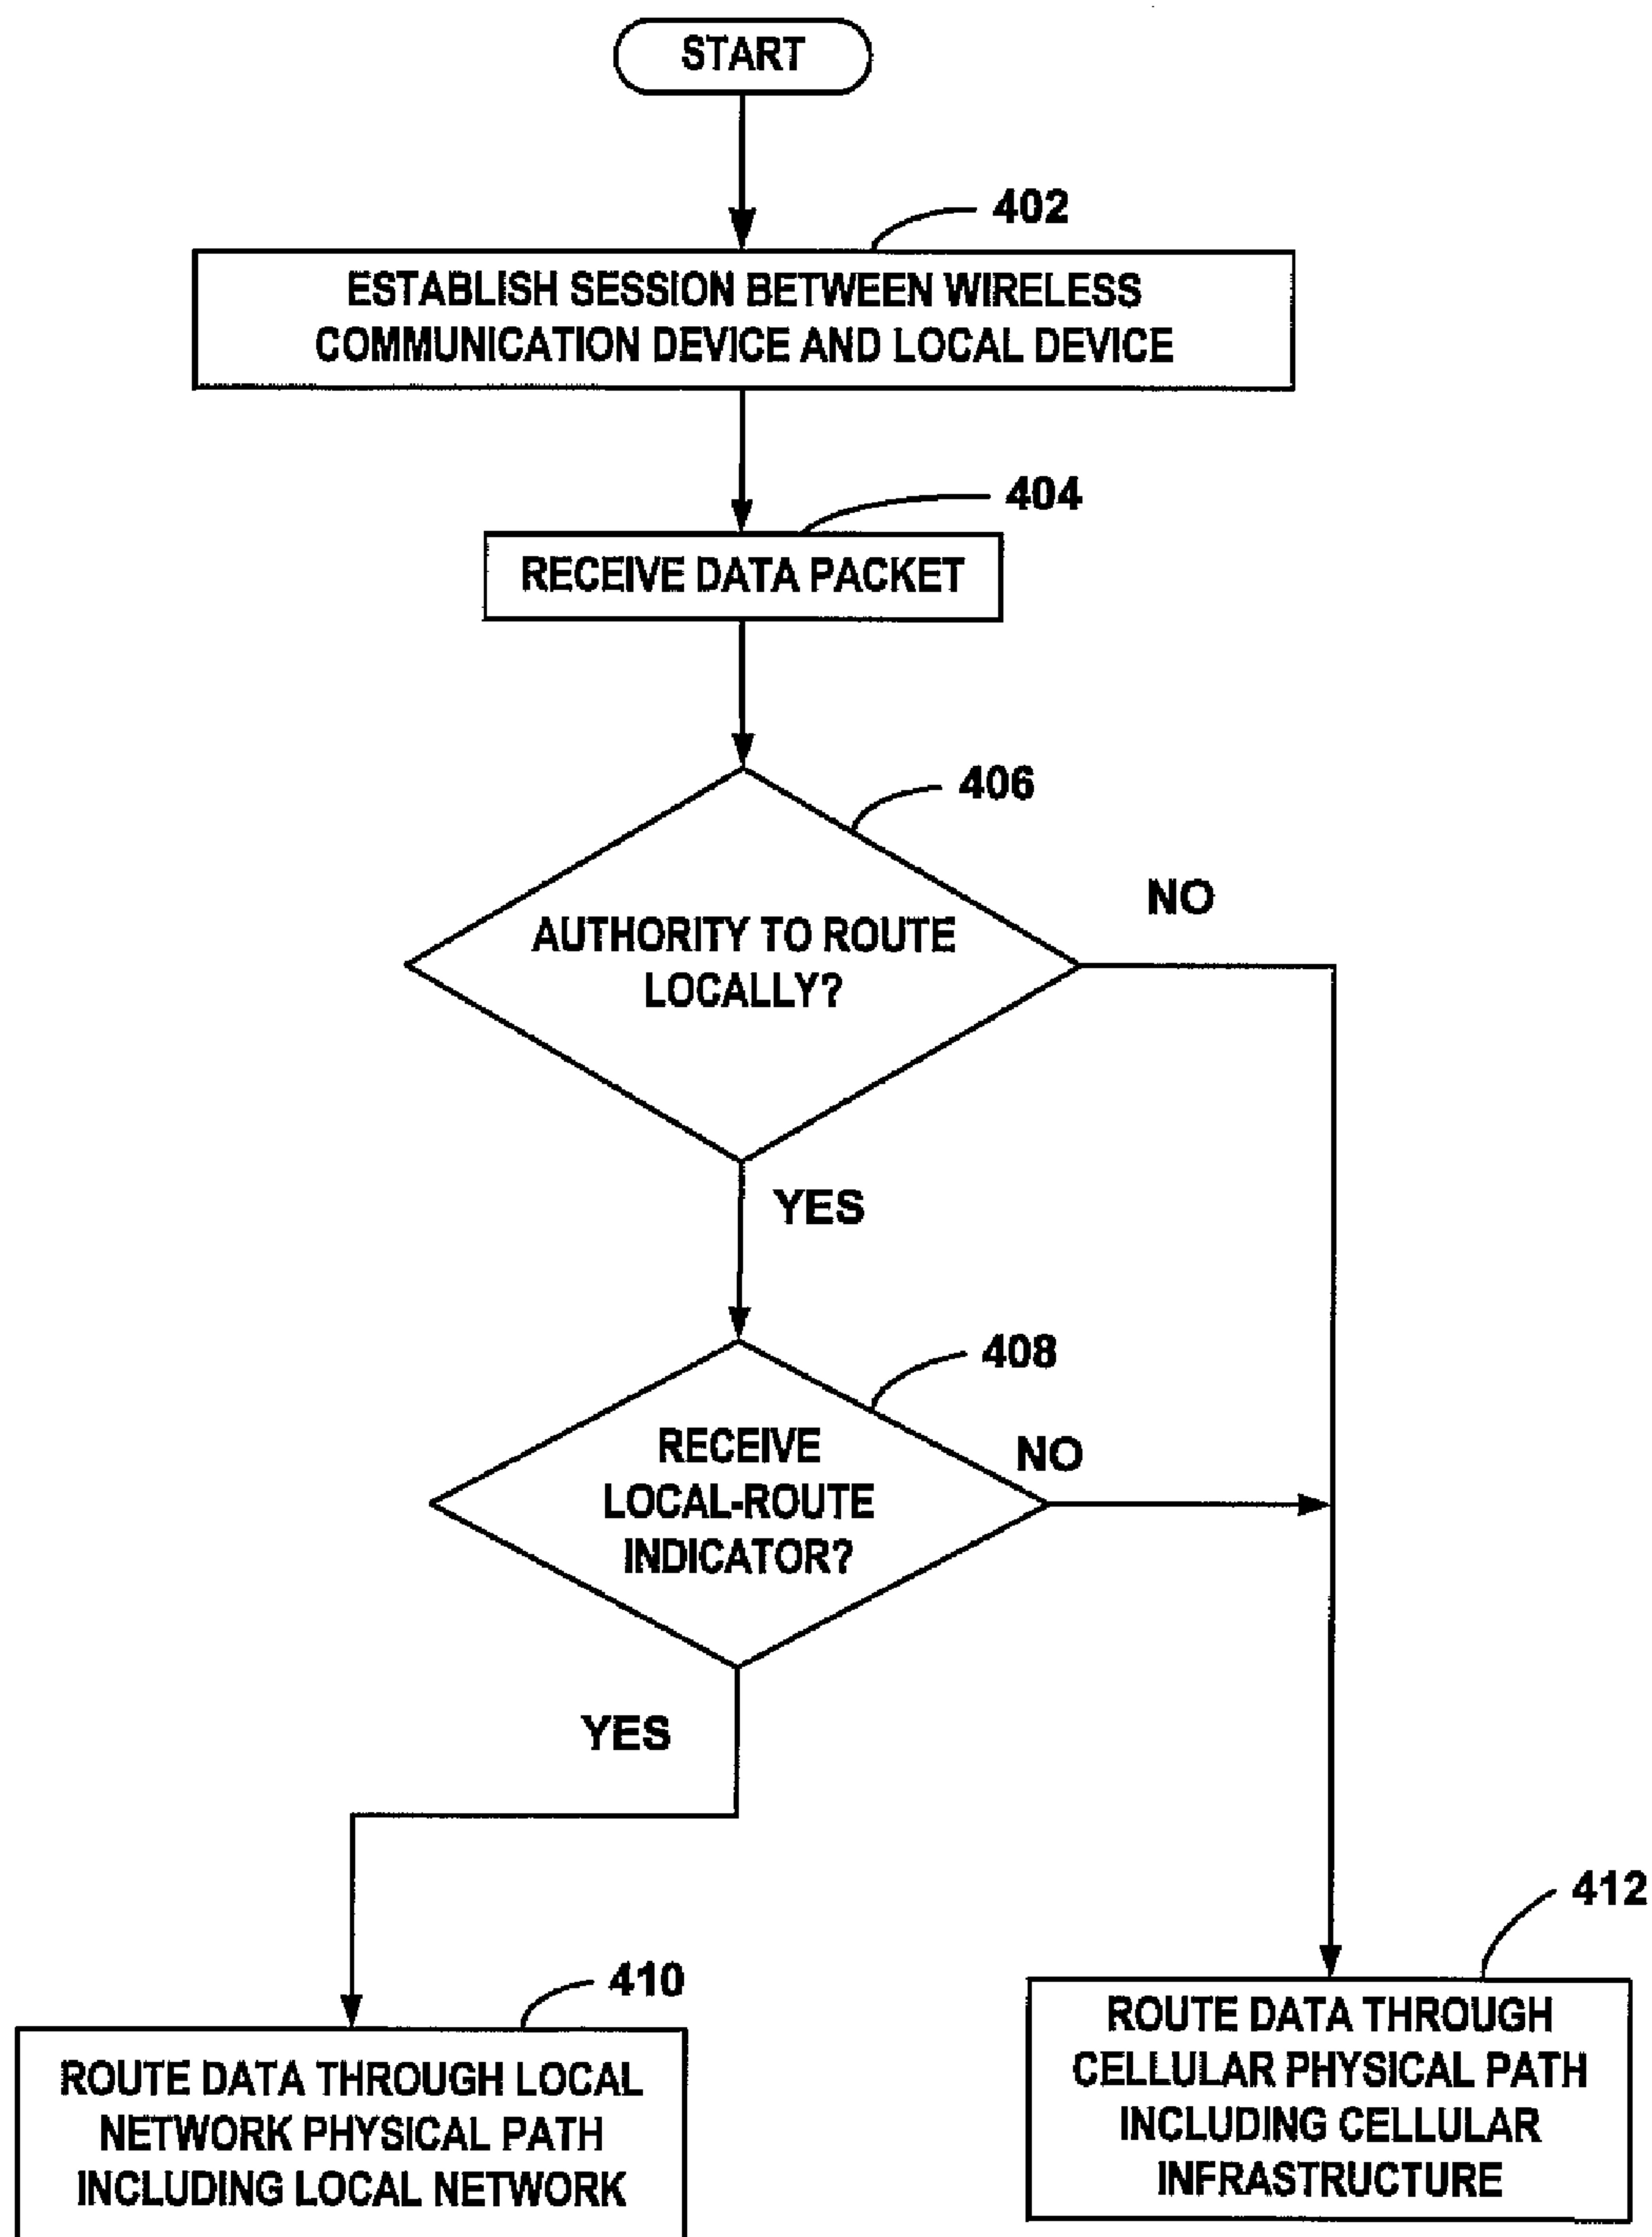 START
402
ESTABLISH SESSION BETWEEN WIRELESS
COMMUNICATION DEVICE AND LOCAL DEVICE
404
RECEIVE DATA PACKET
406
NO
AUTHORITY TO ROUTE
LOCALLY?
YES
408
RECEIVE
LOCAL-ROUTE
INDICATOR?
NO
YES
412
410
ROUTE DATA THROUGH LOCAL
NETWORK PHYSICAL PATH
INCLUDING LOCAL NETWORK
ROUTE DATA THROUGH
CELLULAR PHYSICAL PATH
INCLUDING CELLULAR
INFRASTRUCTURE